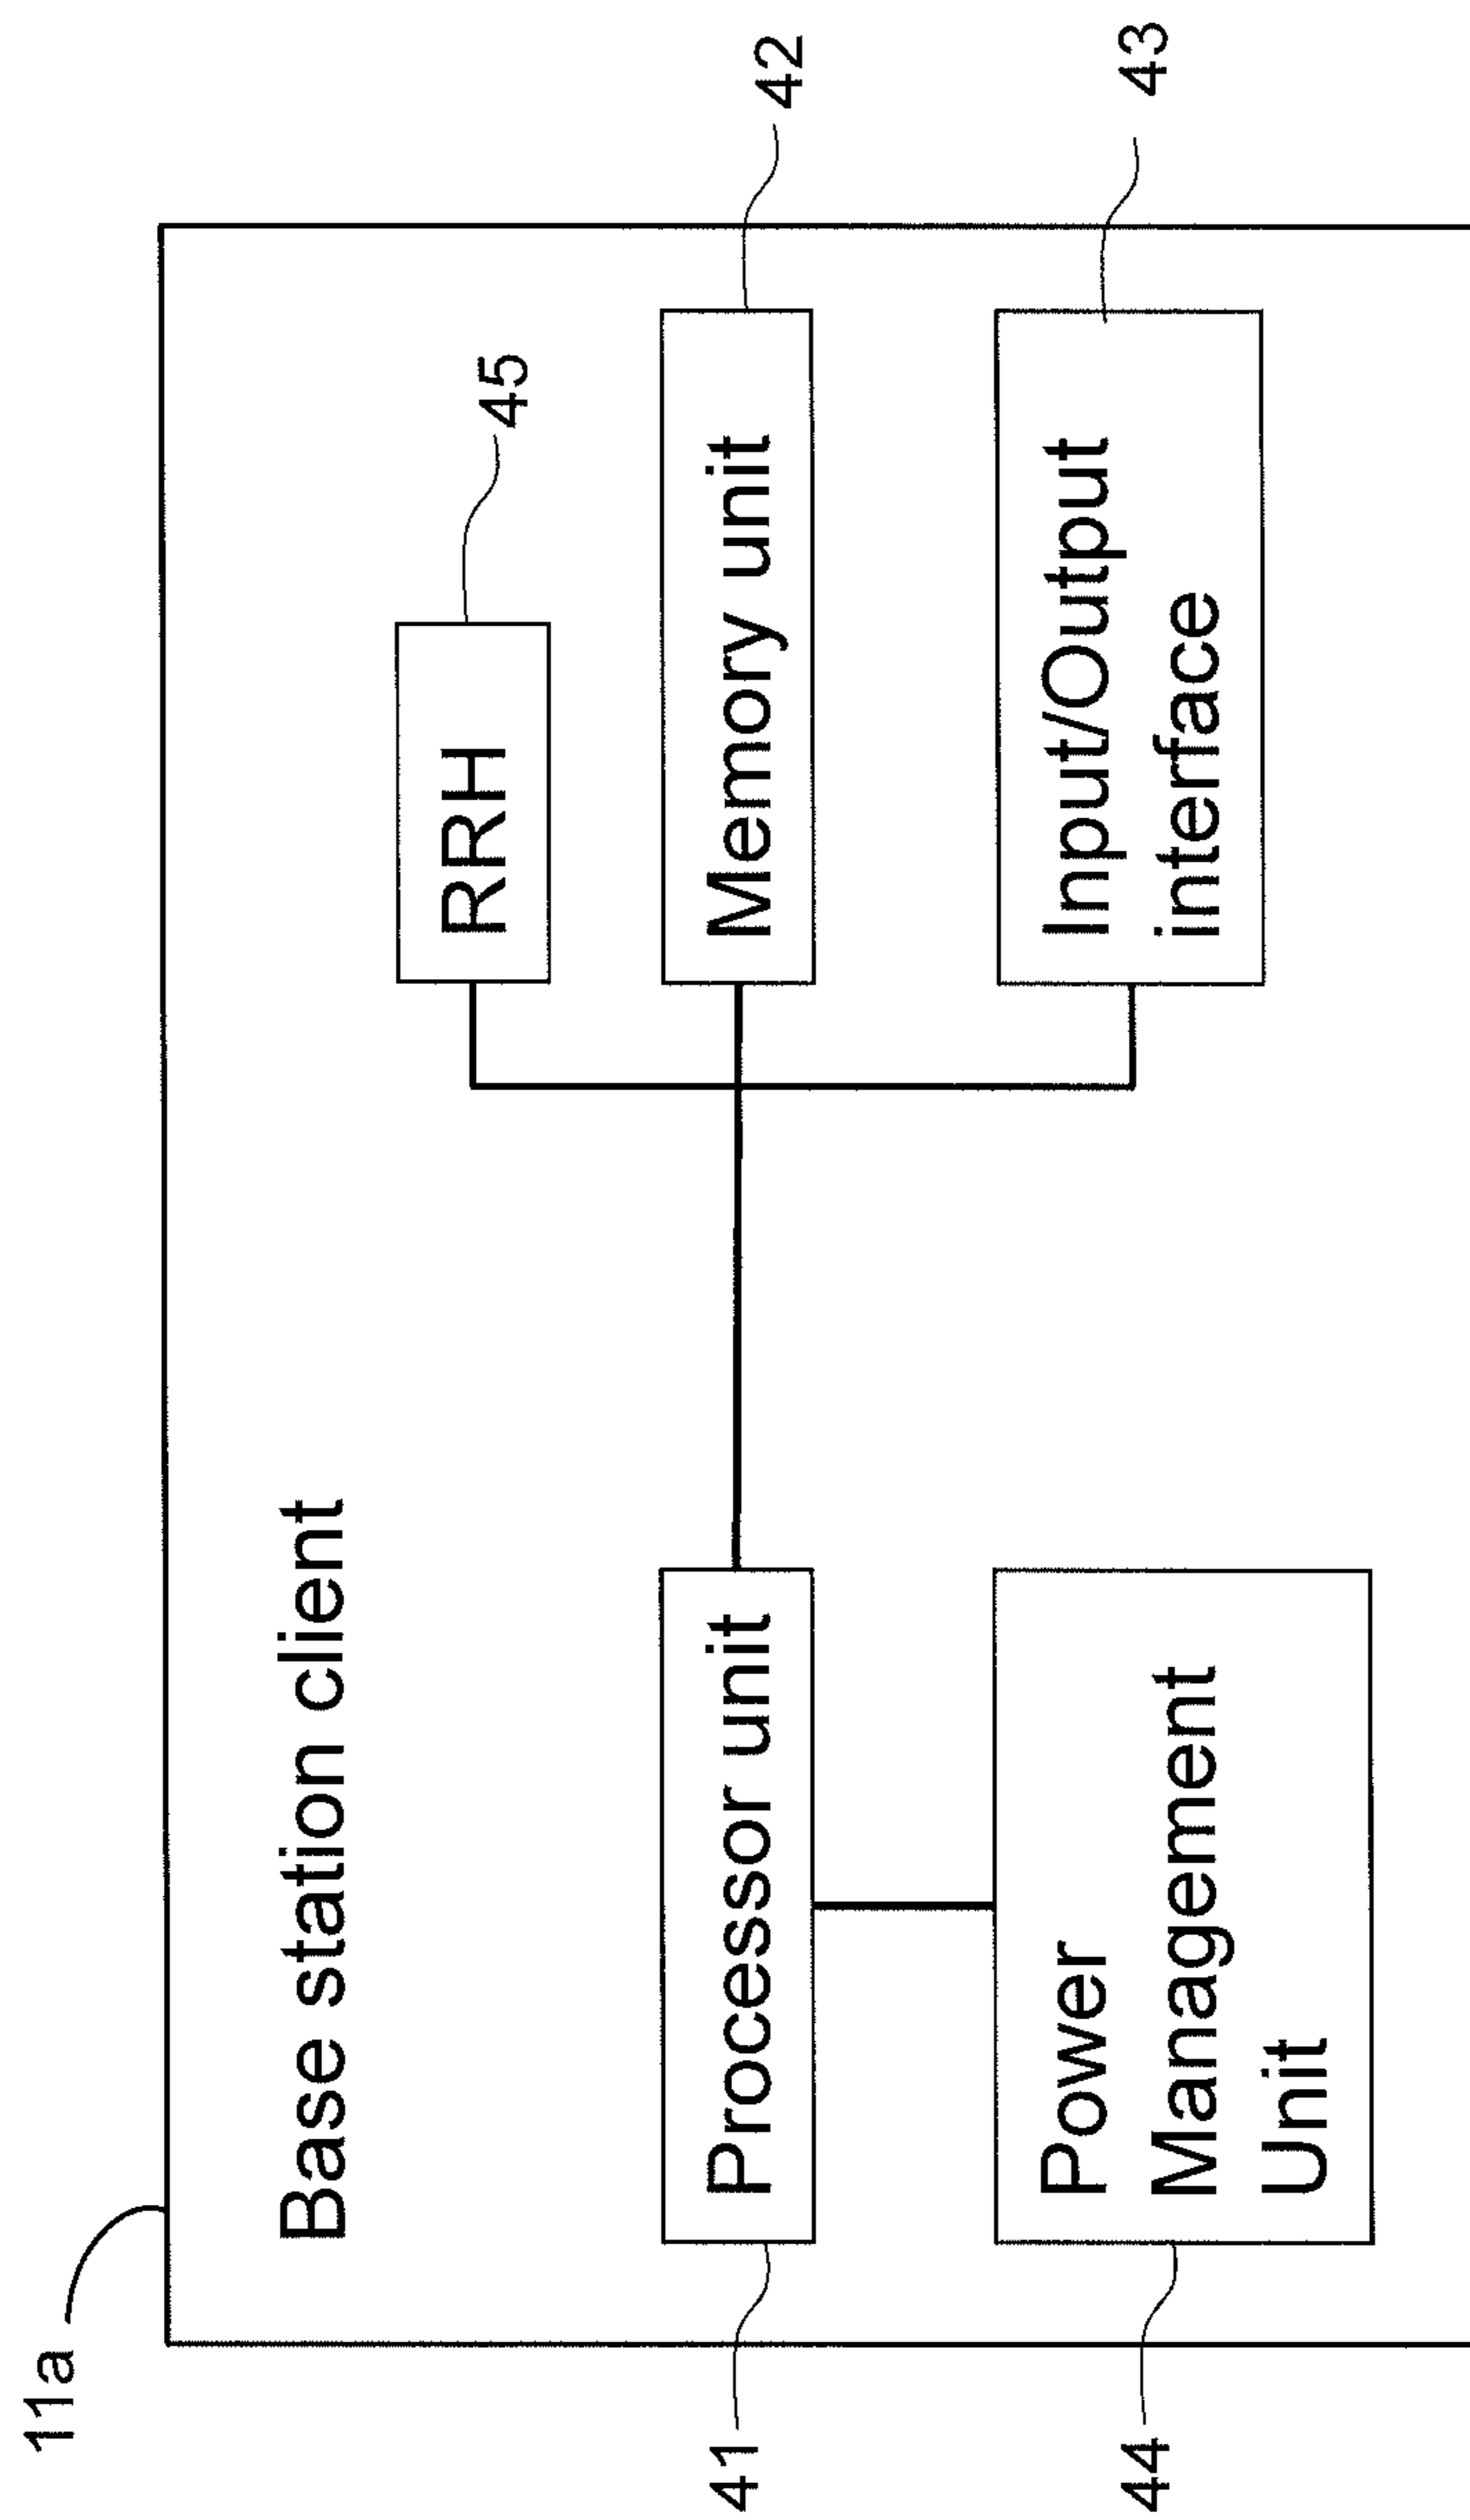 11a
Base station client
RRH
45
41
Processor unit
Memory unit
42
44
Power
Management
Unit
Input/Output
interface
43